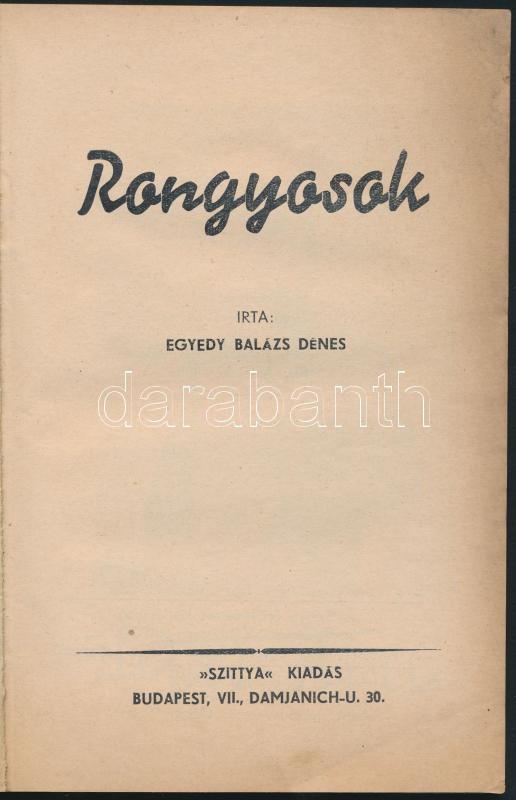 Rongyosok
IRTA:
EGYEDY BALÁZS DÉNES
darabanth
»SZITTYA« KIADÁS
BUDAPEST, VII., DAMJANICH-U. 30.